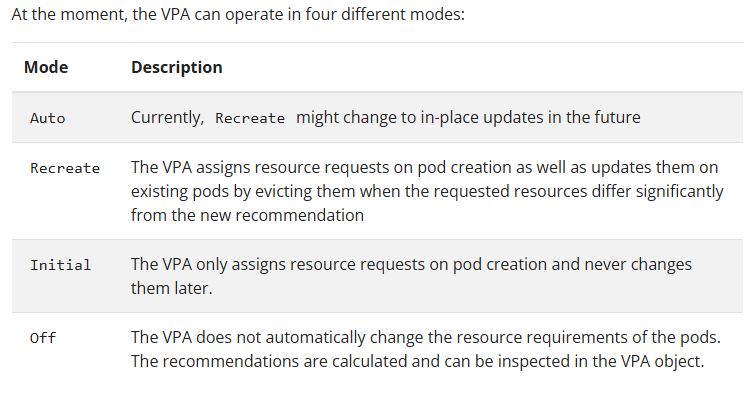 At the moment, the VPA can operate in four different modes:
Mode Description
Auto Currently, Recreate might change to in-place updates in the future
Recreate The VPA assigns resource requests on pod creation as well as updates them on
existing pods by evicting them when the requested resources differ significantly
from the new recommendation
Initial The VPA only assigns resource requests on pod creation and never changes
them later.
Off The VPA does not automatically change the resource requirements of the pods.
The recommendations are calculated and can be inspected in the VPA object.